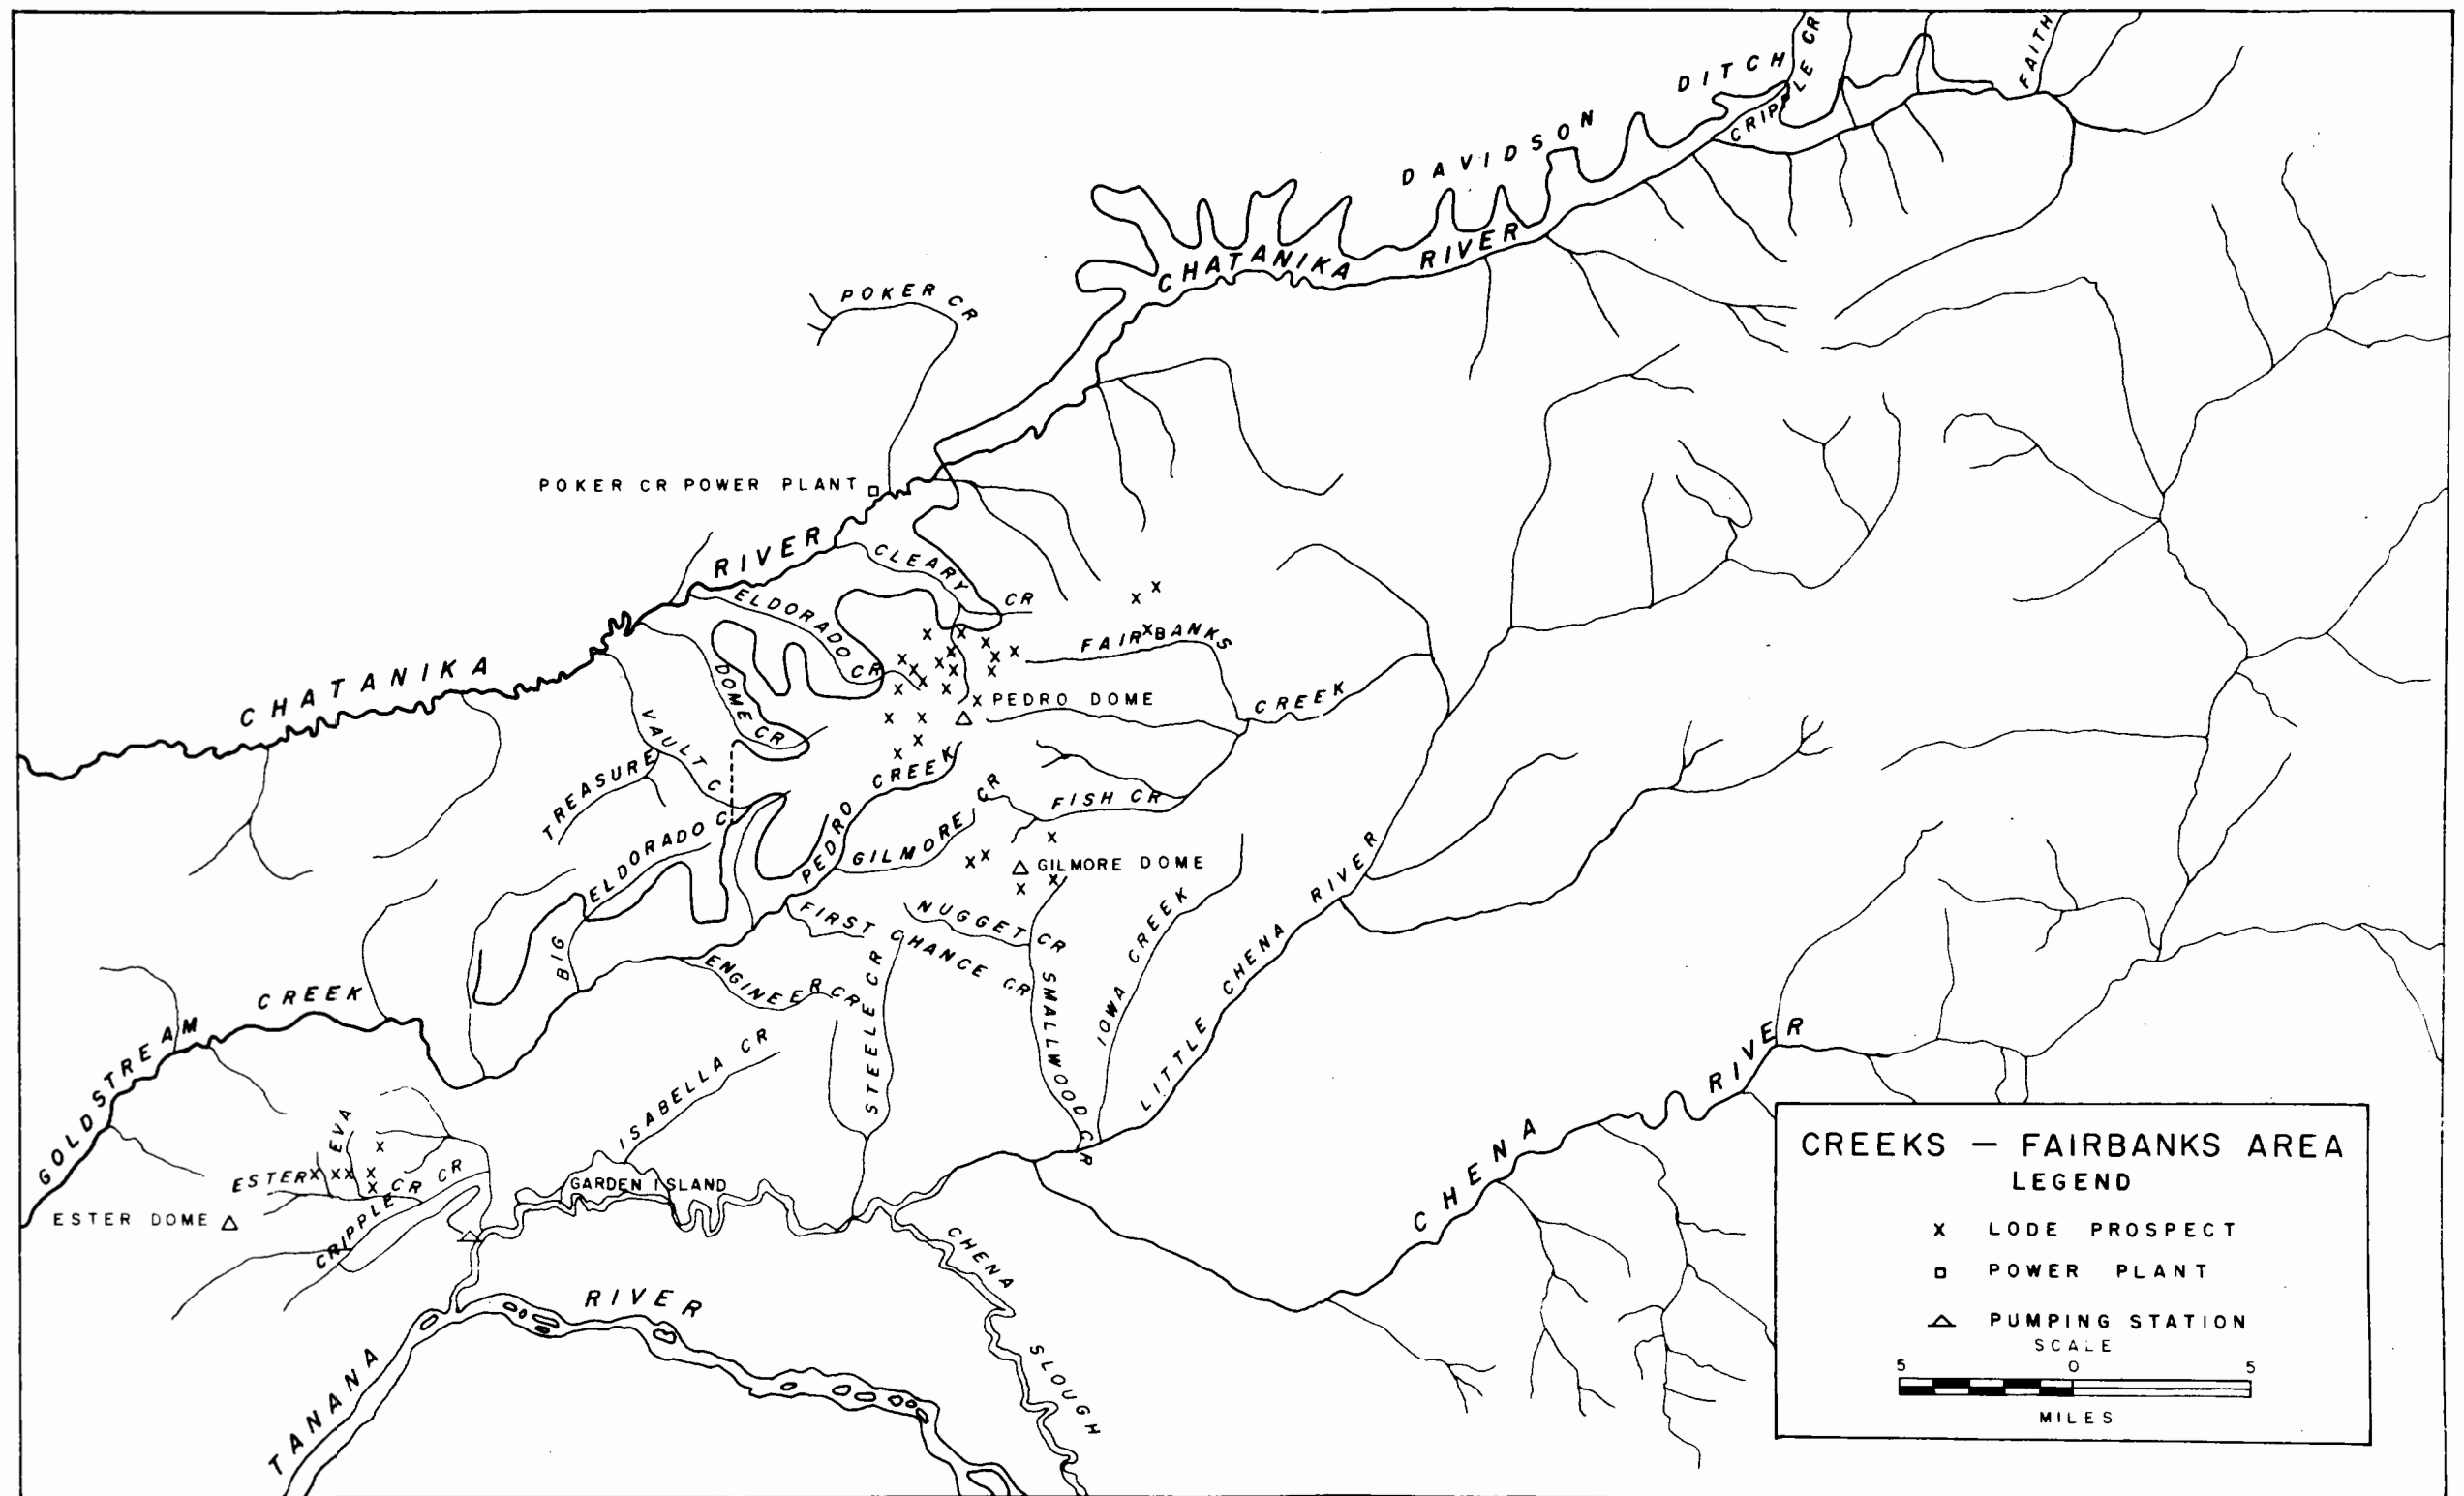 DITCH
CRIPPLE CR
FAITH
DAVIDSON
CHATANIKA RIVER
POKER CR
POKER CR POWER PLANT
RIVER
CLEARY CR
ELDORADO CR
FAIRBANKS CREEK
CHATANIKA
DOME CR
PEDRO DOME
VAULT C
TREASURE
PEDRO CREEK
GILMORE CR
FISH CR
ELDORADO C
BIG
GILMORE DOME
FIRST CHANCE CR
NUGGET CR
ENGINEER CR
STEELE CR
SMALLWOOD CR
IOWA CREEK
LITTLE CHENA RIVER
GOLDSTREAM CREEK
ISABELLA CR
CHENA RIVER
EVA
ESTER CR
CRIPPLE CR
GARDEN ISLAND
ESTER DOME
CHENA SLOUGH
TANANA RIVER
CREEKS — FAIRBANKS AREA
LEGEND
X LODE PROSPECT
POWER PLANT
PUMPING STATION
SCALE
5 0 5
MILES